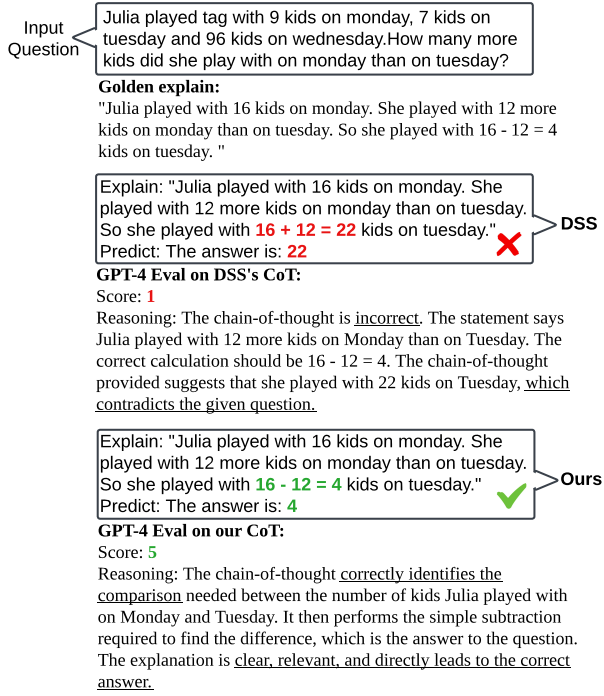 Input
Question
Julia played tag with 9 kids on monday, 7 kids on
tuesday and 96 kids on wednesday.How many more
kids did she play with on monday than on tuesday?
Golden explain:
"Julia played with 16 kids on monday. She played with 12 more
kids on monday than on tuesday. So she played with 16 - 12 = 4
kids on tuesday. "
Explain: "Julia played with 16 kids on monday. She
played with 12 more kids on monday than on tuesday.
So she played with 16 + 12 = 22 kids on tuesday."
Predict: The answer is: 22
DSS
GPT-4 Eval on DSS's CoT:
Score: 1
Reasoning: The chain-of-thought is incorrect. The statement says
Julia played with 12 more kids on Monday than on Tuesday. The
correct calculation should be 16 - 12 = 4. The chain-of-thought
provided suggests that she played with 22 kids on Tuesday, which
contradicts the given question.
Explain: "Julia played with 16 kids on monday. She
played with 12 more kids on monday than on tuesday.
So she played with 16 - 12 = 4 kids on tuesday."
Predict: The answer is: 4
Ours
GPT-4 Eval on our CoT:
Score: 5
Reasoning: The chain-of-thought correctly identifies the
comparison needed between the number of kids Julia played with
on Monday and Tuesday. It then performs the simple subtraction
required to find the difference, which is the answer to the question.
The explanation is clear, relevant, and directly leads to the correct
answer.